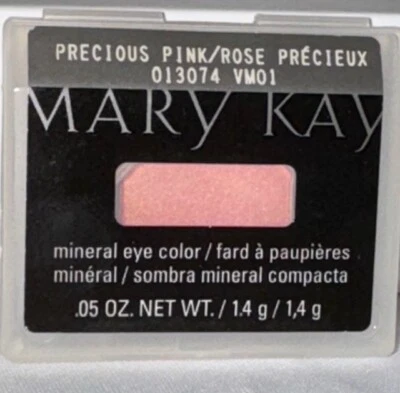 PRECIOUS PINK/ROSE PRÉCIEUX
013074 VM01
MARY KAY
mineral eye color / fard à paupières
minéral / sombra mineral compacta
.05 OZ. NET WT. / 1.4 g / 1,4 g